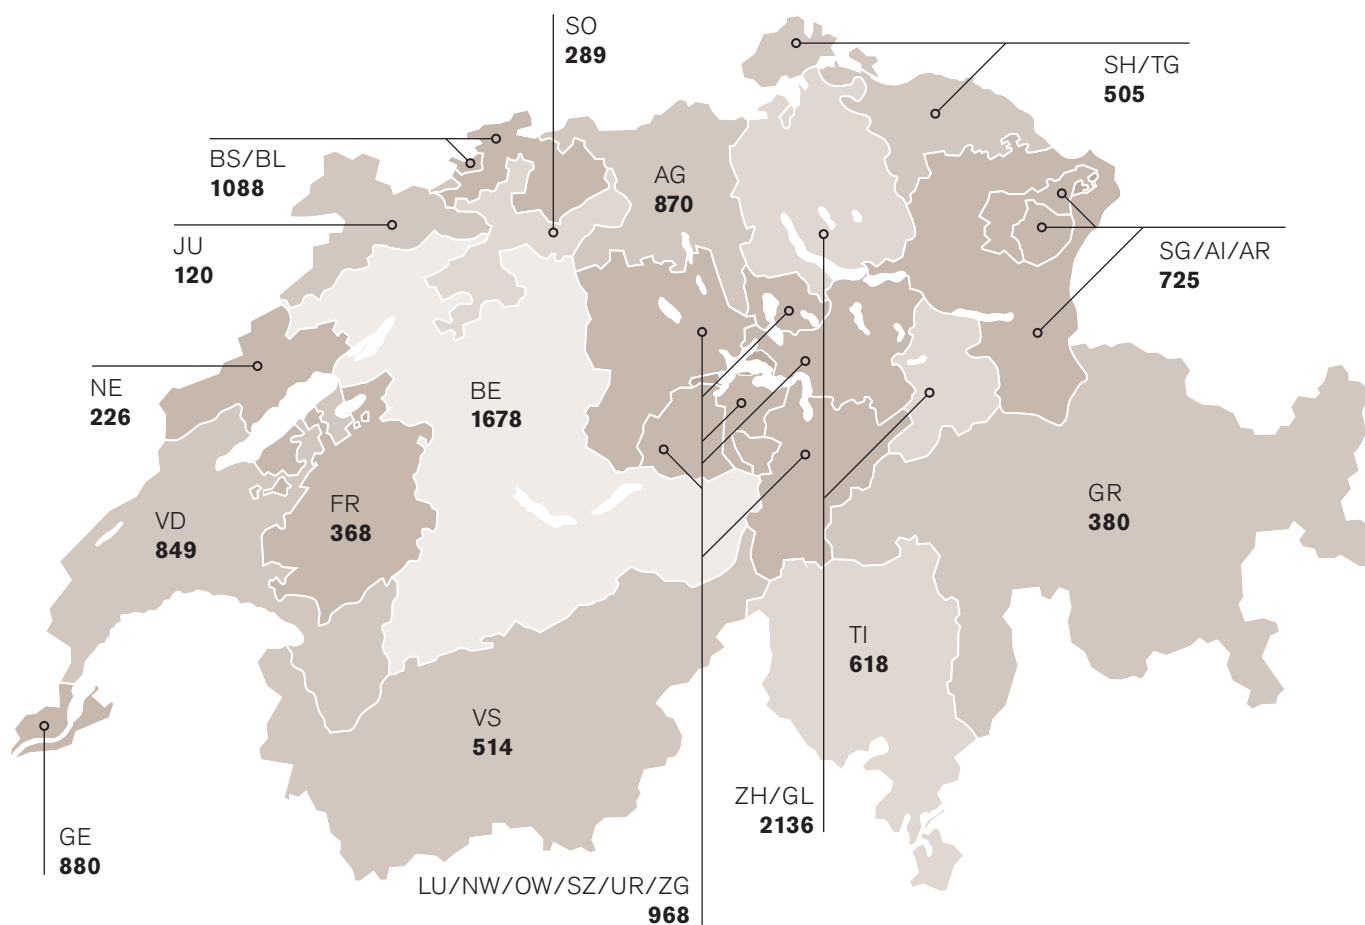 SO
289
SH/TG
505
BS/BL
1088
AG
870
JU
120
SG/AI/AR
725
NE
226
BE
1678
GR
380
FR
368
VD
849
TI
618
VS
514
ZH/GL
2136
GE
880
LU/NW/OW/SZ/UR/ZG
968